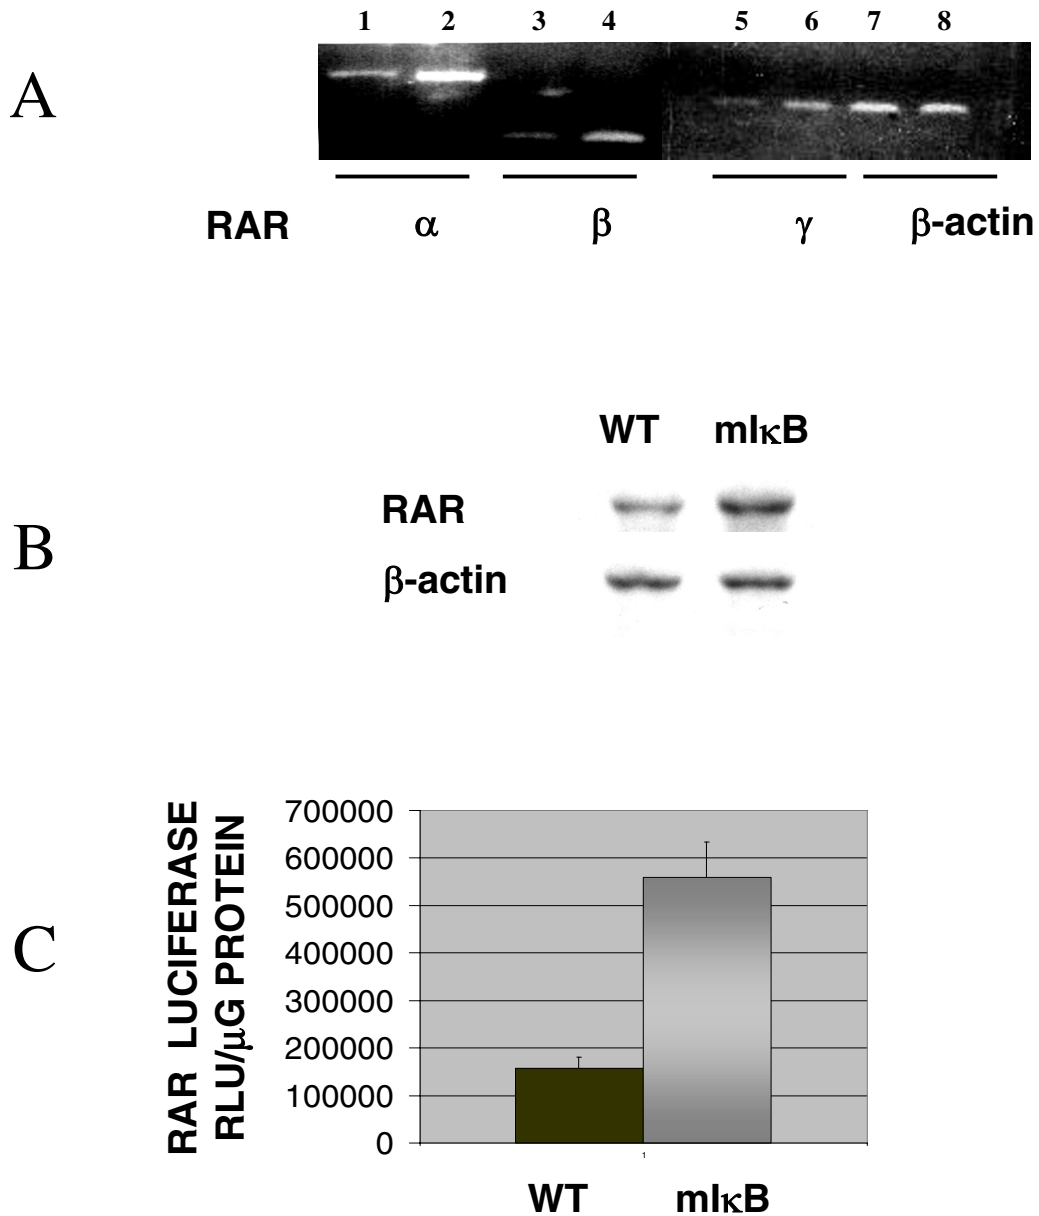 1 2 3 4 5 6 7 8
A
RAR α β γ β-actin
WT mIκB
RAR
B
β-actin
700000
600000
500000
400000
300000
200000
100000
0
RAR LUCIFERASE
RLU/μG PROTEIN
C
1
WT mIκB